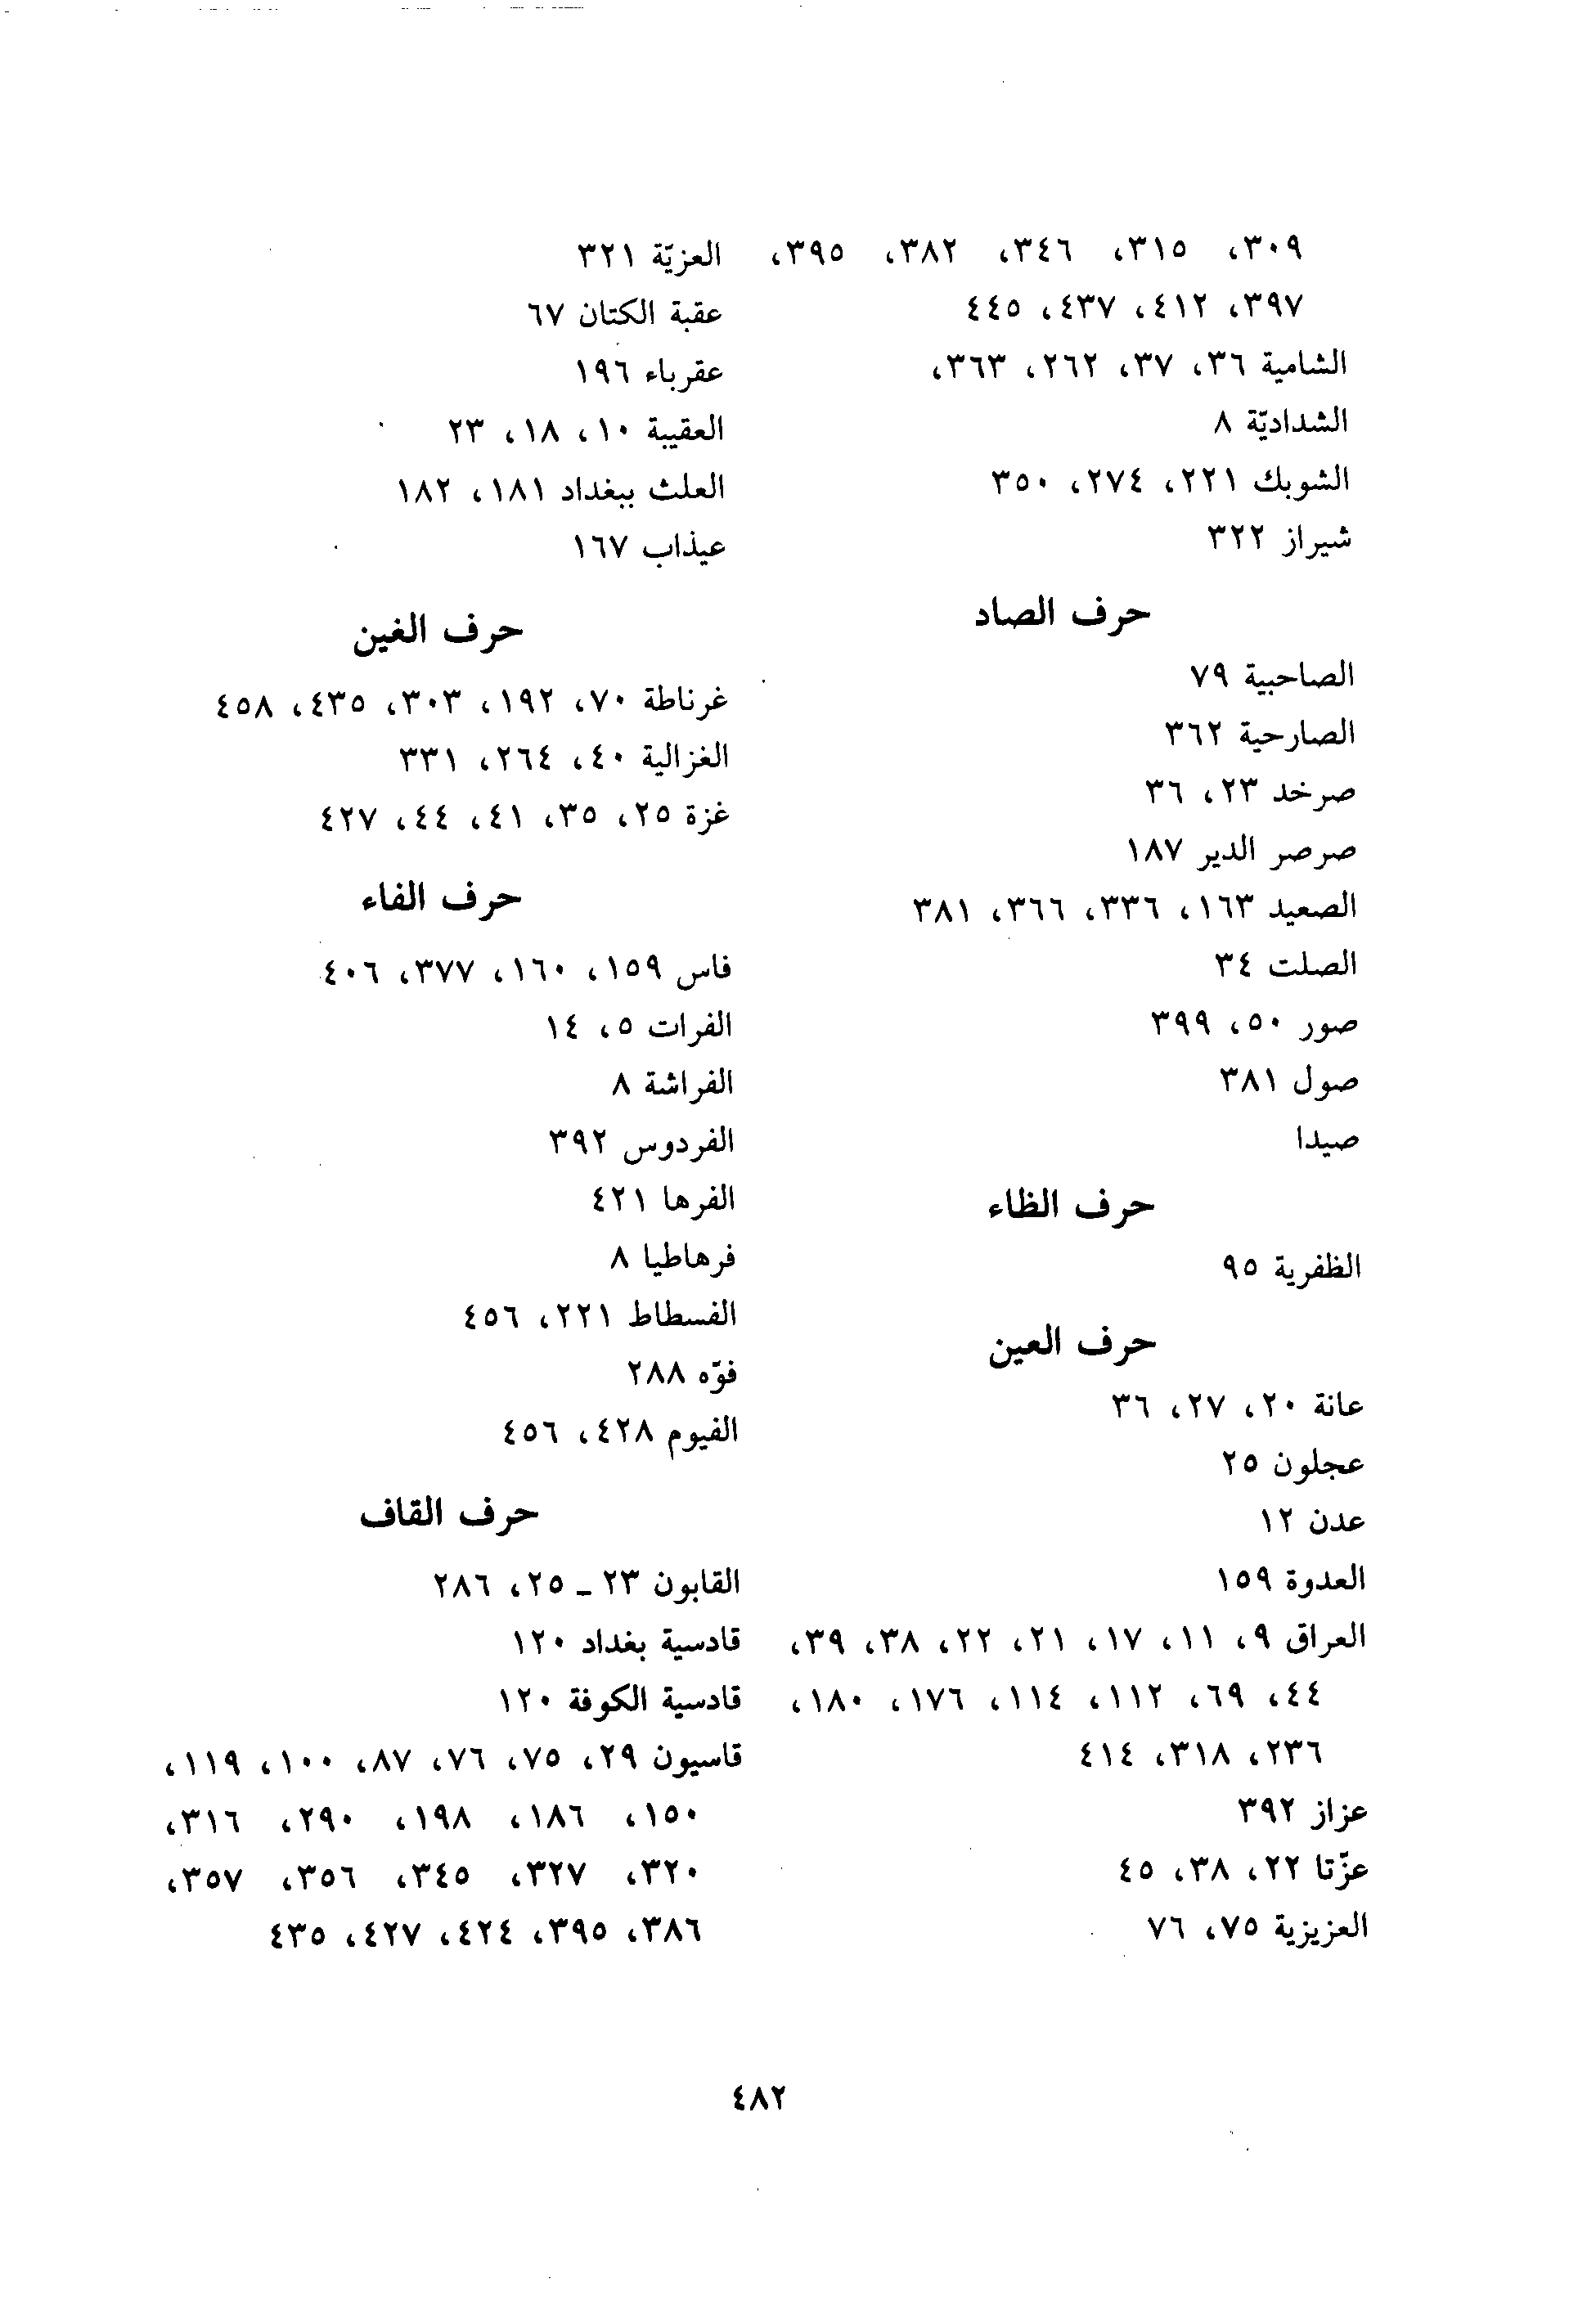 ٣٠٩، ٣١٥، ٣٤٦، ٣٨٢، ٣٩٥،
٣٩٧، ٤١٢، ٤٣٧، ٤٤٥
الشامية ٣٦، ٣٧، ٢٦٢، ٣٦٣،
الشداديّة ٨
الشوبك ٢٢١، ٢٧٤، ٣٥٠
شيراز ٣٢٢
حرف الصاد
الصاحبية ٧٩
الصارحية ٣٦٢
صرخد ٢٣، ٣٦
صرصر الدير ١٨٧
الصعيد ١٦٣، ٣٣٦، ٣٦٦، ٣٨١
الصلت ٣٤
صور ٥٠، ٣٩٩
صول ٣٨١
صيدا
حرف الظاء
الظفرية ٩٥
حرف العين
عانة ٢٠، ٢٧، ٣٦
عجلون ٢٥
عدن ١٢
العدوة ١٥٩
العراق ٩، ١١، ١٧، ٢١، ٢٢، ٣٨، ٣٩،
٤٤، ٦٩، ١١٢، ١١٤، ١٧٦، ١٨٠،
٢٣٦، ٣١٨، ٤١٤
عزاز ٣٩٢
عزّتا ٢٢، ٣٨، ٤٥
العزيزية ٧٥، ٧٦
العزيّة ٣٢١
عقبة الكتان ٦٧
عقرباء ١٩٦
العقيبة ١٠، ١٨، ٢٣
العلث ببغداد ١٨١، ١٨٢
عيذاب ١٦٧
حرف الغين
غرناطة ٧٠، ١٩٢، ٣٠٣، ٤٣٥، ٤٥٨
الغزالية ٤٠، ٢٦٤، ٣٣١
غزة ٢٥، ٣٥، ٤١، ٤٤، ٤٢٧
حرف الفاء
فاس ١٥٩، ١٦٠، ٣٧٧، ٤٠٦
الفرات ٥، ١٤
الفراشة ٨
الفردوس ٣٩٢
الفرها ٤٢١
فرهاطيا ٨
الفسطاط ٢٢١، ٤٥٦
فوّه ٢٨٨
الفيوم ٤٢٨، ٤٥٦
حرف القاف
القابون ٢٣ ـ ٢٥، ٢٨٦
قادسية بغداد ١٢٠
قادسية الكوفة ١٢٠
قاسيون ٢٩، ٧٥، ٧٦، ٨٧، ١٠٠، ١١٩،
١٥٠، ١٨٦، ١٩٨، ٢٩٠، ٣١٦،
٣٢٠، ٣٢٧، ٣٤٥، ٣٥٦، ٣٥٧،
٣٨٦، ٣٩٥، ٤٢٤، ٤٢٧، ٤٣٥
٤٨٢